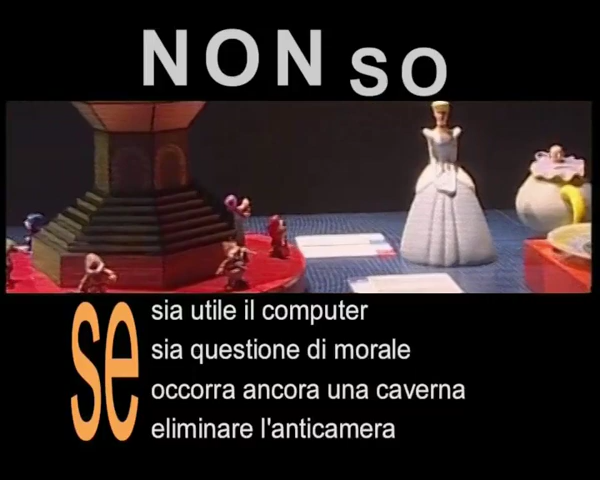 NON SO
se
sia utile il computer
sia questione di morale
occorra ancora una caverna
eliminare l'anticamera